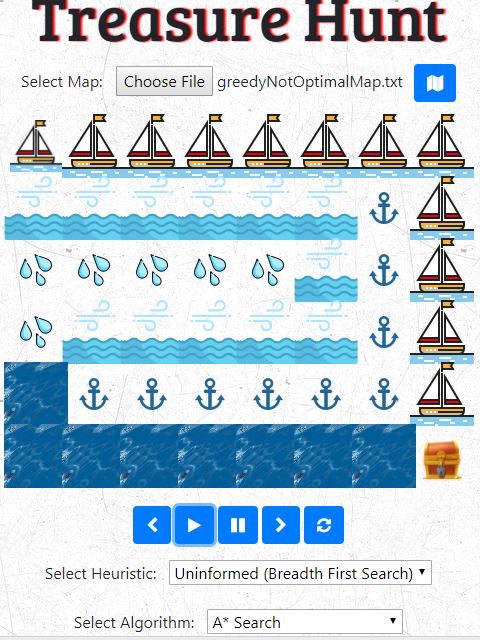 Treasure Hunt
Select Map: Choose File greedyNotOptimalMap.txt
Select Heuristic: Uninformed (Breadth First Search)
Select Algorithm: A* Search